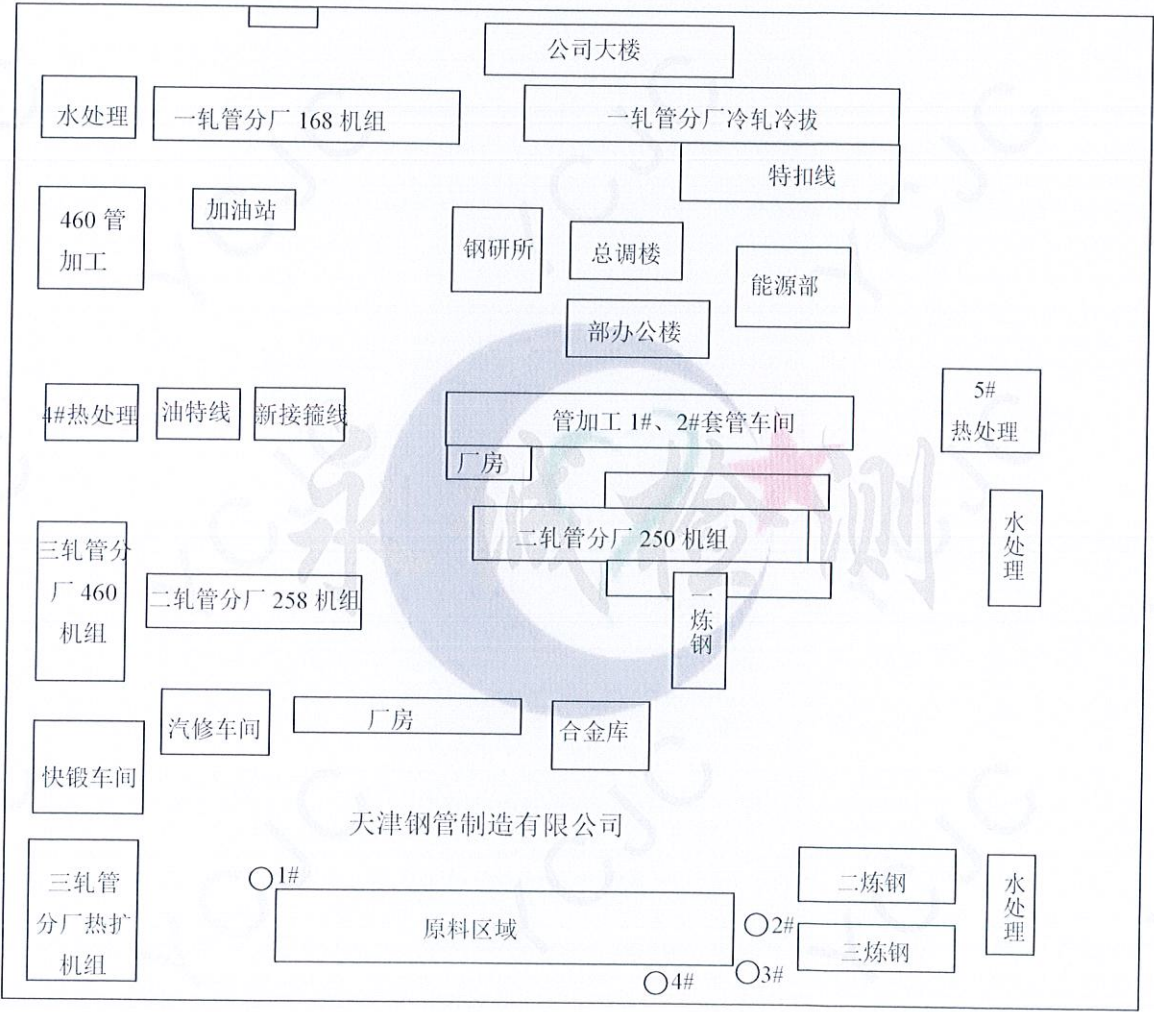 公司大楼
水处理
一轧管分厂 168 机组
一轧管分厂冷轧冷拔
特扣线
460 管
加工
加油站
钢研所
总调楼
能源部
部办公楼
4#热处理
油特线
新接箍线
管加工 1#、2#套管车间
5#
热处理
厂房
永诚检测
二轧管分厂 250 机组
水处理
三轧管分
厂 460
机组
二轧管分厂 258 机组
一炼钢
汽修车间
厂房
合金库
快锻车间
天津钢管制造有限公司
1#
三轧管
分厂热扩
机组
原料区域
2#
二炼钢
水处理
三炼钢
3#
4#
YCJC
YCJC
YCJC